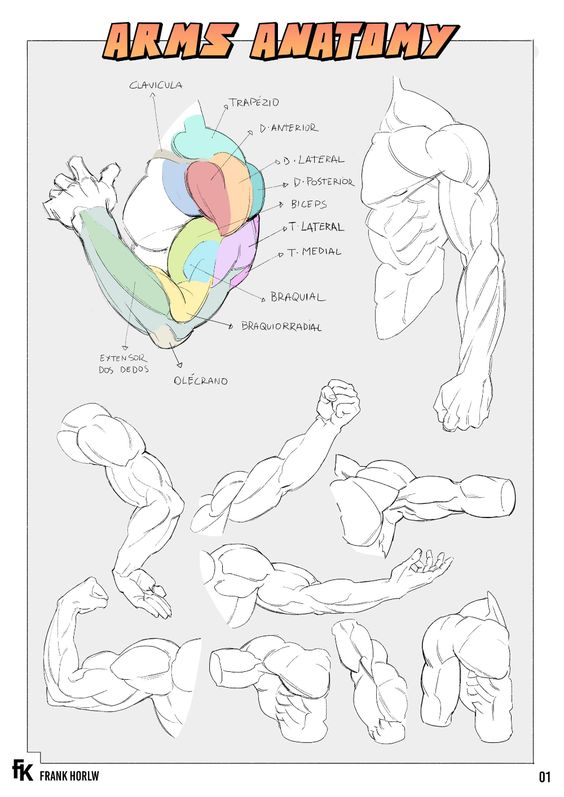 ARMS ANATOMY
CLAVICULA
TRAPÉZIO
D. ANTERIOR
D. LATERAL
D. POSTERIOR
BICEPS
T. LATERAL
T. MEDIAL
BRAQUIAL
BRAQUIORRADIAL
EXTENSOR
DOS DEDOS
OLÉCRANO
FK FRANK HORLW
01